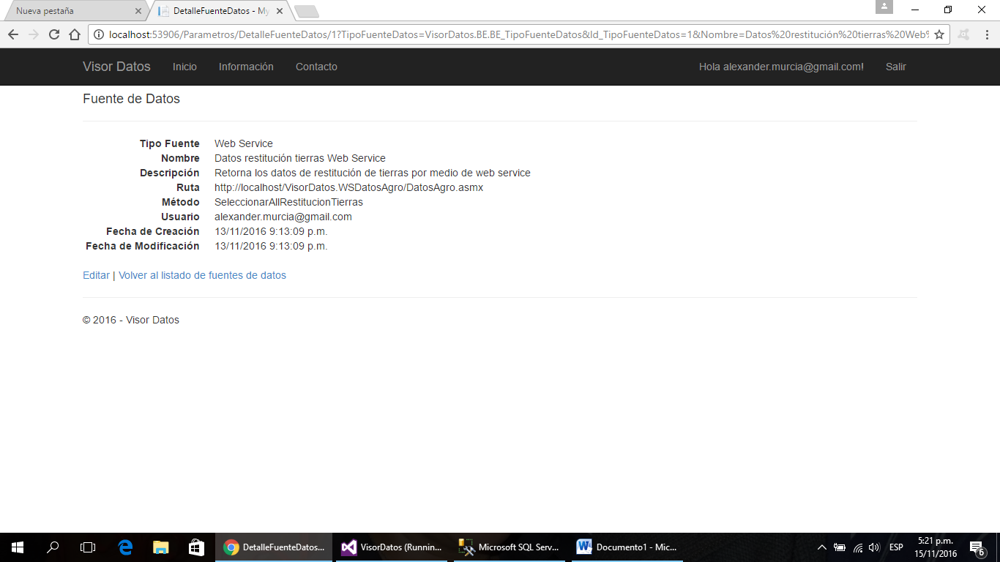 Nueva pestaña
DetalleFuenteDatos - My
localhost:53906/Parametros/DetalleFuenteDatos/1?TipoFuenteDatos=VisorDatos.BE.BE_TipoFuenteDatos&Id_TipoFuenteDatos=1&Nombre=Datos%20restitución%20tierras%20Web%
Visor Datos Inicio Información Contacto Hola alexander.murcia@gmail.com! Salir
Fuente de Datos
Tipo Fuente Web Service
Nombre Datos restitución tierras Web Service
Descripción Retorna los datos de restitución de tierras por medio de web service
Ruta http://localhost/VisorDatos.WSDatosAgro/DatosAgro.asmx
Método SeleccionarAllRestitucionTierras
Usuario alexander.murcia@gmail.com
Fecha de Creación 13/11/2016 9:13:09 p.m.
Fecha de Modificación 13/11/2016 9:13:09 p.m.
Editar | Volver al listado de fuentes de datos
© 2016 - Visor Datos
DetalleFuenteDatos... VisorDatos (Runnin... Microsoft SQL Serv... Documento1 - Mic... ESP
5:21 p.m.
15/11/2016
6